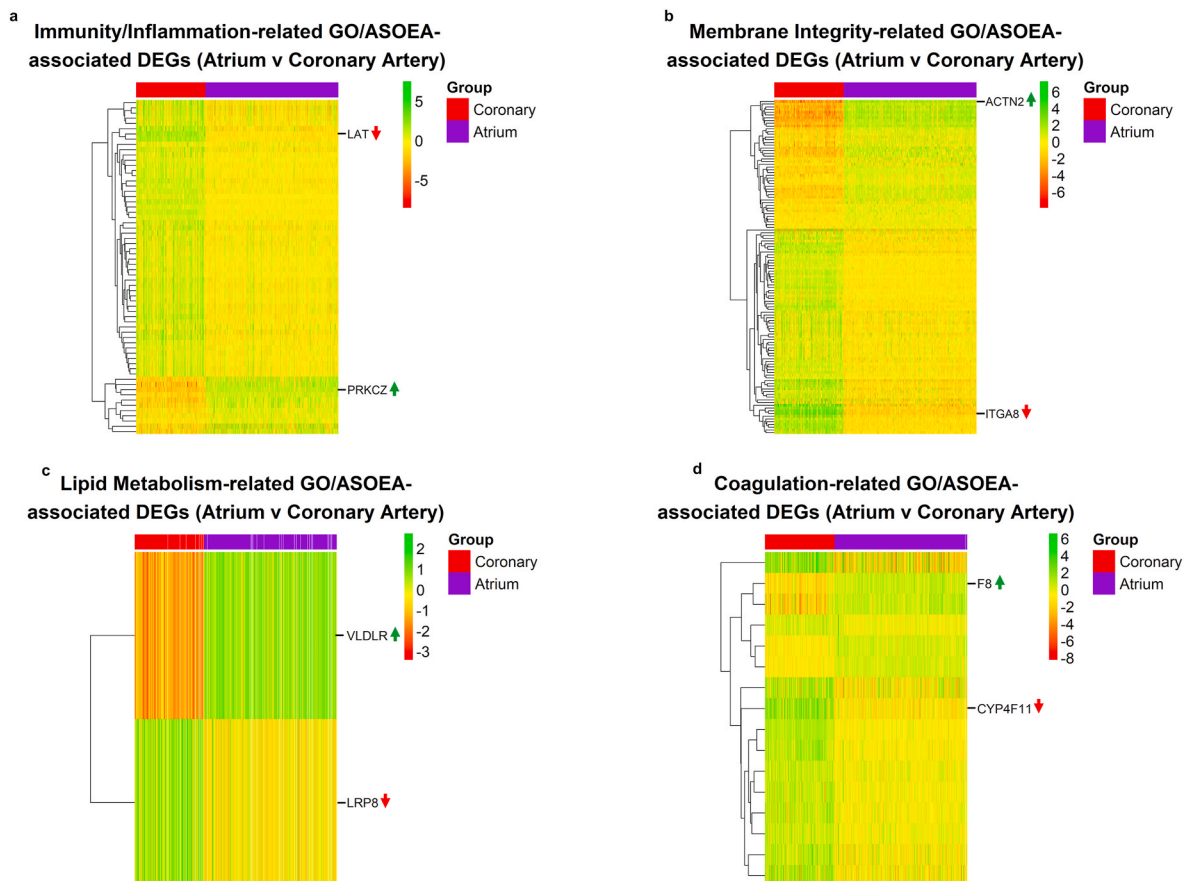 a
Immunity/Inflammation-related GO/ASOEA-
associated DEGs (Atrium v Coronary Artery)
Group
Coronary
Atrium
5
0
-5
LAT
PRKCZ
b
Membrane Integrity-related GO/ASOEA-
associated DEGs (Atrium v Coronary Artery)
Group
Coronary
Atrium
6
4
2
0
-2
-4
-6
ACTN2
ITGA8
c
Lipid Metabolism-related GO/ASOEA-
associated DEGs (Atrium v Coronary Artery)
Group
Coronary
Atrium
2
1
0
-1
-2
-3
VLDLR
LRP8
d
Coagulation-related GO/ASOEA-
associated DEGs (Atrium v Coronary Artery)
Group
Coronary
Atrium
6
4
2
0
-2
-4
-6
-8
F8
CYP4F11